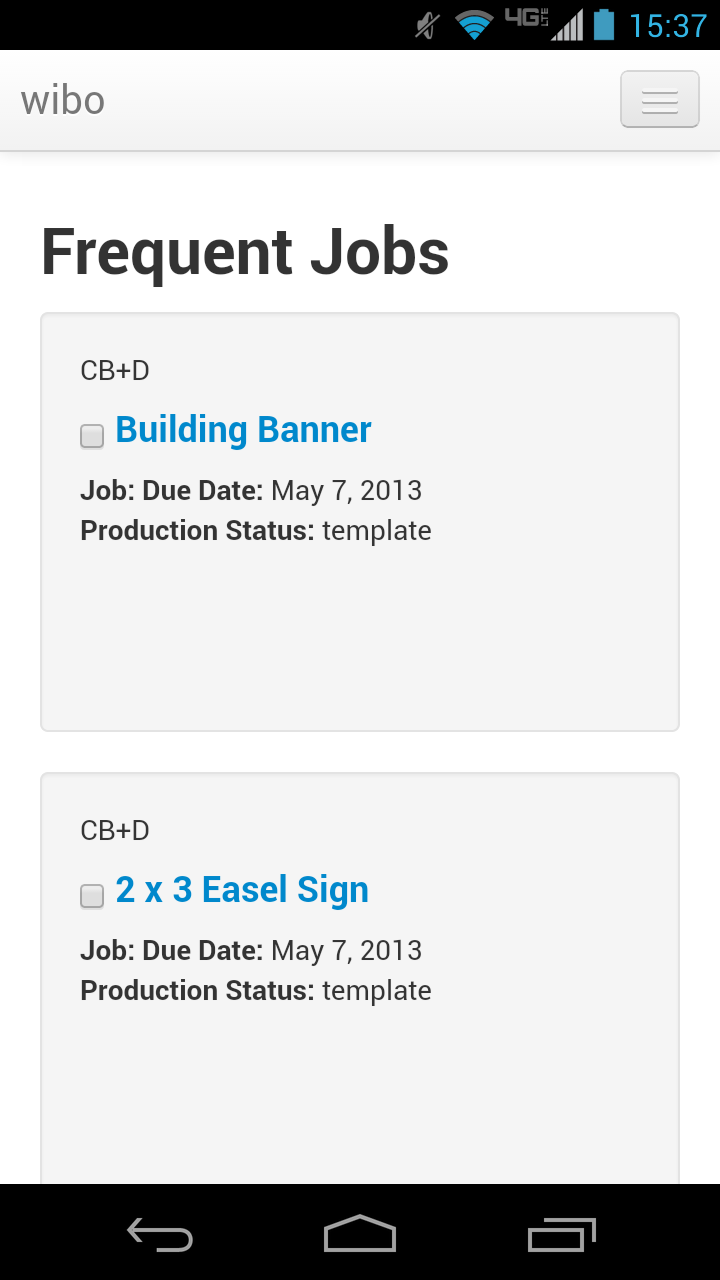 4G LTE 15:37
wibo
Frequent Jobs
CB+D
Building Banner
Job: Due Date: May 7, 2013
Production Status: template
CB+D
2 x 3 Easel Sign
Job: Due Date: May 7, 2013
Production Status: template